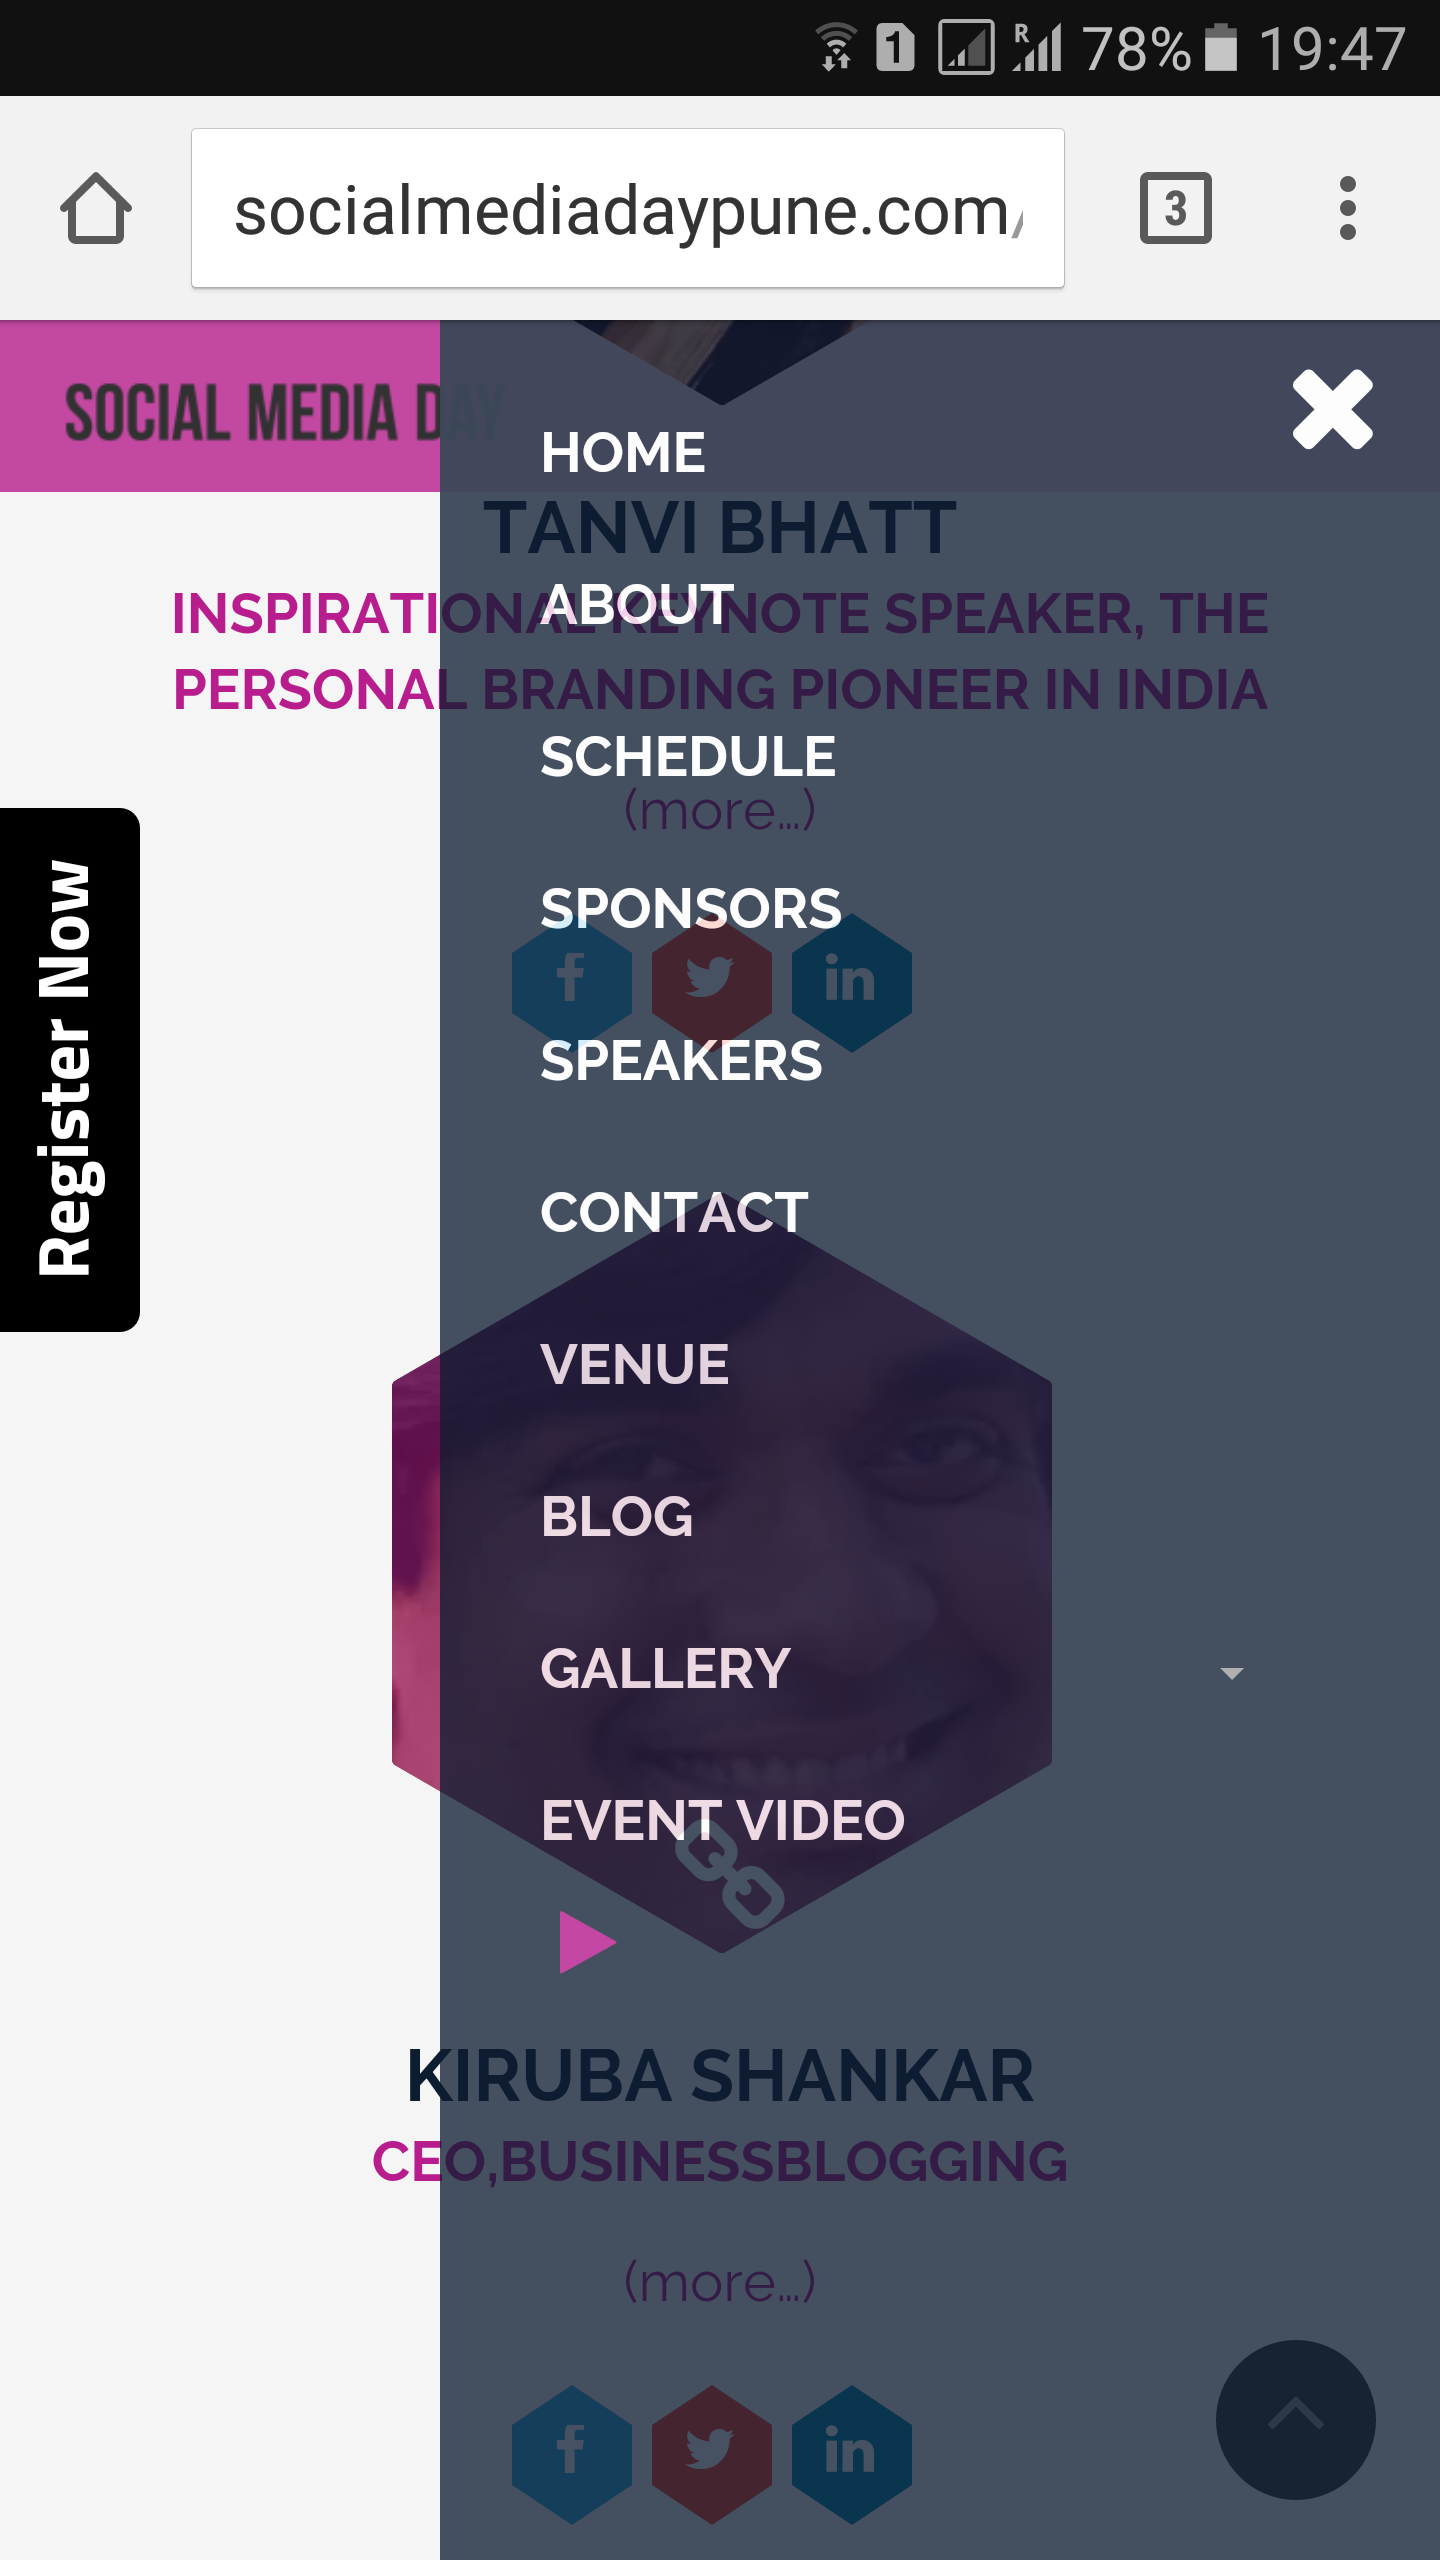 R 78% 19:47
socialmediadaypune.com/
3
SOCIAL MEDIA DAY
HOME
TANVI BHATT
ABOUT
INSPIRATIONAL KEYNOTE SPEAKER, THE
PERSONAL BRANDING PIONEER IN INDIA
SCHEDULE
(more...)
SPONSORS
f in
SPEAKERS
Register Now
CONTACT
VENUE
BLOG
GALLERY
EVENT VIDEO
KIRUBA SHANKAR
CEO,BUSINESSBLOGGING
(more...)
f in